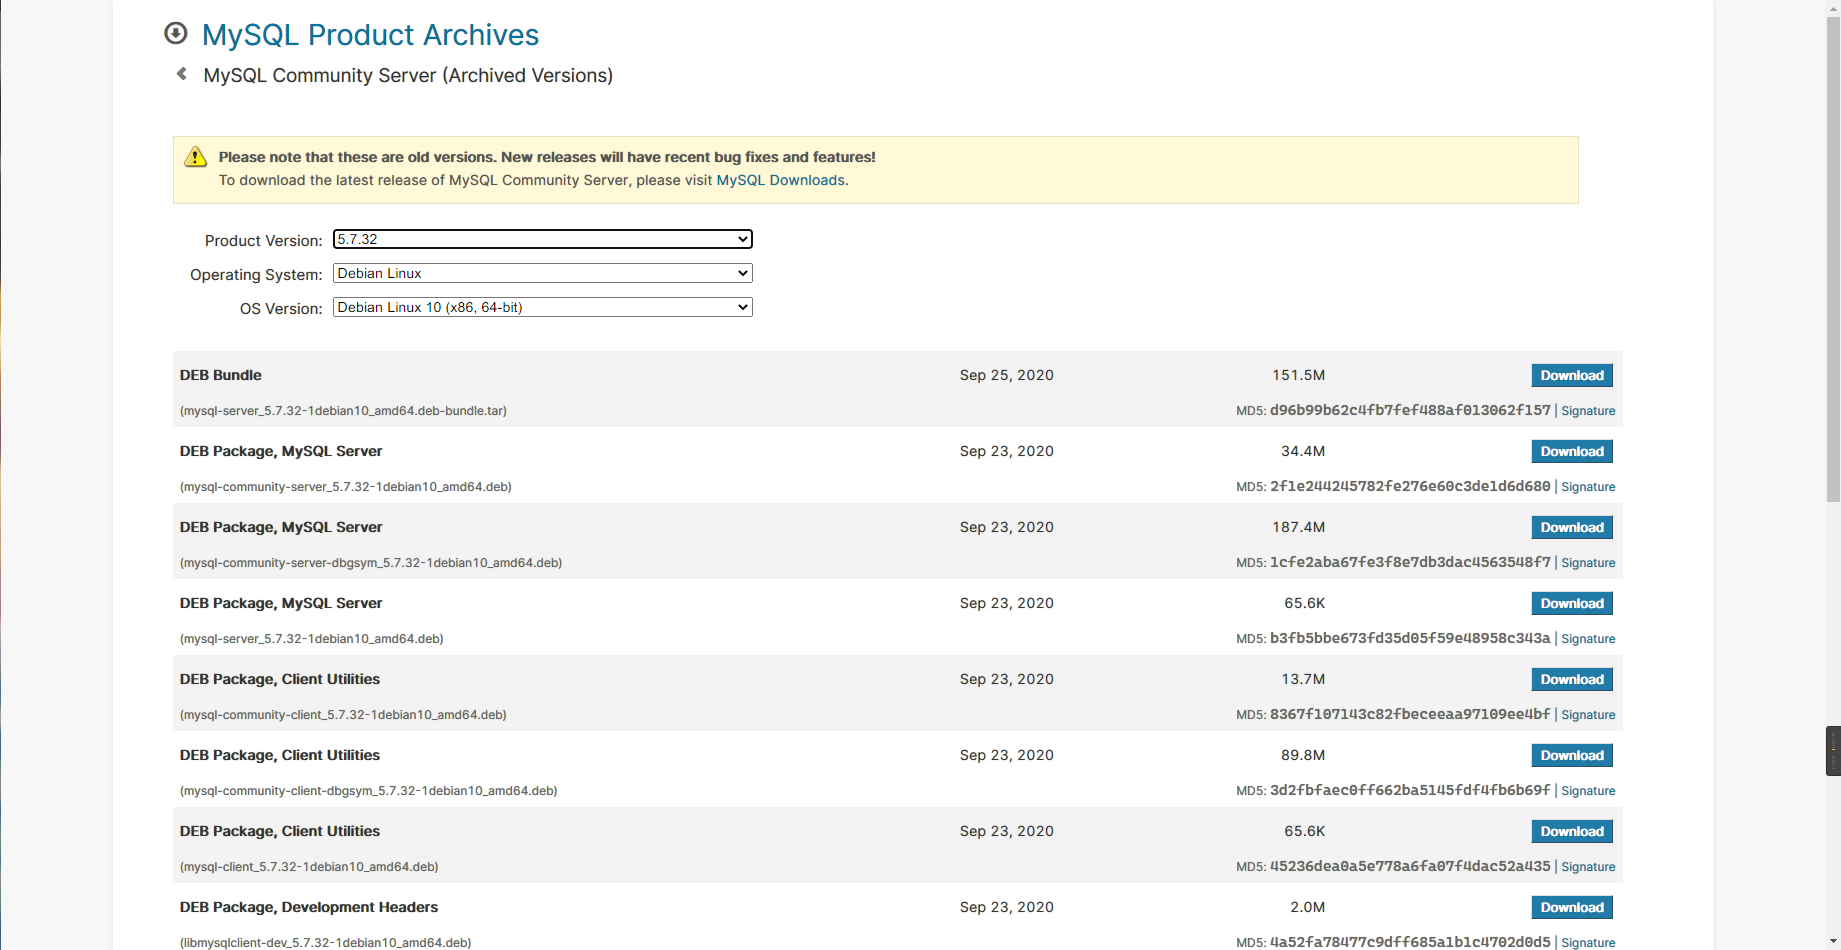 MySQL Product Archives
MySQL Community Server (Archived Versions)
Please note that these are old versions. New releases will have recent bug fixes and features!
To download the latest release of MySQL Community Server, please visit MySQL Downloads.
Product Version: 5.7.32
Operating System: Debian Linux
OS Version: Debian Linux 10 (x86, 64-bit)
DEB Bundle Sep 25, 2020 151.5M Download
(mysql-server_5.7.32-1debian10_amd64.deb-bundle.tar) MD5: d96b99b62c4fb7fef488af013062f157 | Signature
DEB Package, MySQL Server Sep 23, 2020 34.4M Download
(mysql-community-server_5.7.32-1debian10_amd64.deb) MD5: 2f1e244245782fe276e60c3de1d6d680 | Signature
DEB Package, MySQL Server Sep 23, 2020 187.4M Download
(mysql-community-server-dbgsym_5.7.32-1debian10_amd64.deb) MD5: 1cfe2aba67fe3f8e7db3dac4563548f7 | Signature
DEB Package, MySQL Server Sep 23, 2020 65.6K Download
(mysql-server_5.7.32-1debian10_amd64.deb) MD5: b3fb5bbe673fd35d05f59e48958c343a | Signature
DEB Package, Client Utilities Sep 23, 2020 13.7M Download
(mysql-community-client_5.7.32-1debian10_amd64.deb) MD5: 8367f107143c82fbeceeaa97109ee4bf | Signature
DEB Package, Client Utilities Sep 23, 2020 89.8M Download
(mysql-community-client-dbgsym_5.7.32-1debian10_amd64.deb) MD5: 3d2fbfaec0ff662ba5145fdf4fb6b69f | Signature
DEB Package, Client Utilities Sep 23, 2020 65.6K Download
(mysql-client_5.7.32-1debian10_amd64.deb) MD5: 45236dea0a5e778a6fa07f4dac52a435 | Signature
DEB Package, Development Headers Sep 23, 2020 2.0M Download
(libmysqlclient-dev_5.7.32-1debian10_amd64.deb) MD5: 4a52fa78477c9dff685a1b1c4702d0d5 | Signature